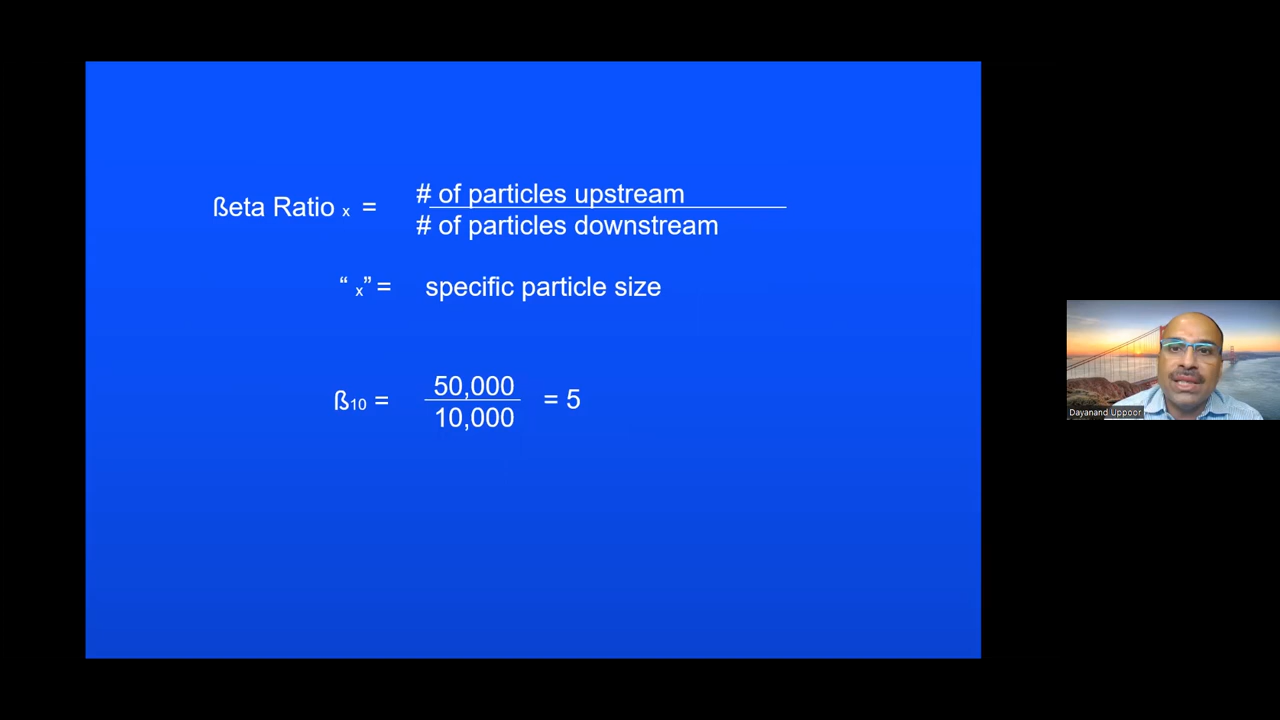 ßeta Ratio x = # of particles upstream
# of particles downstream
“ x” = specific particle size
ß10 = 50,000 = 5
10,000
Dayanand Uppoor